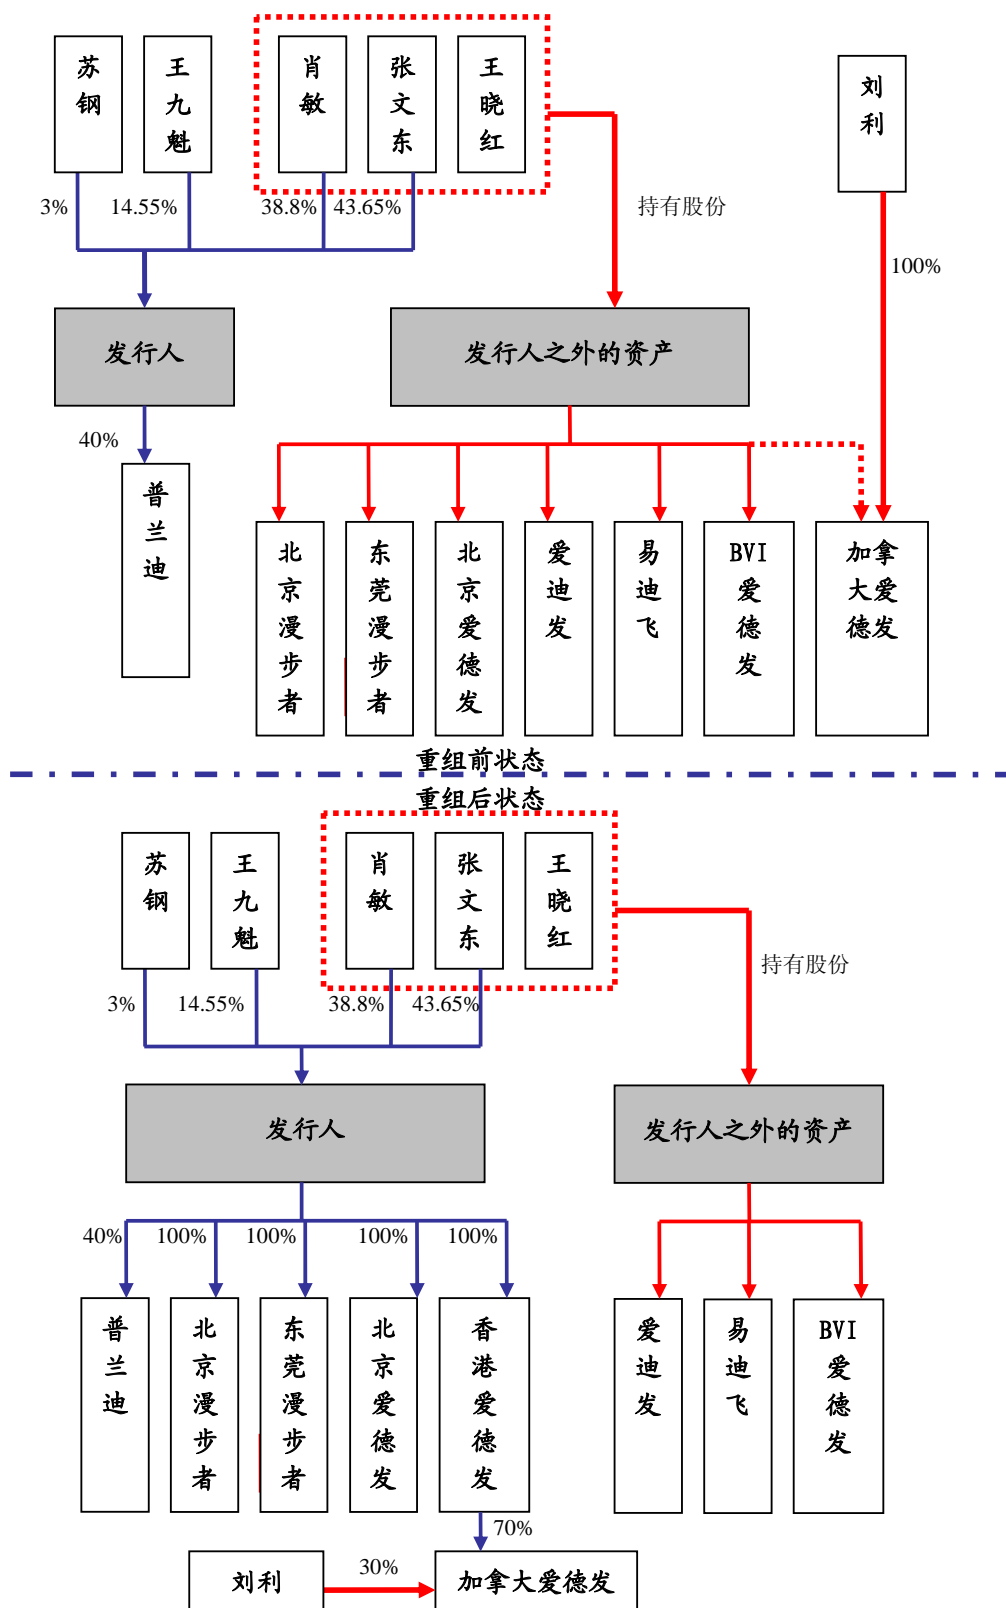 苏钢
王九魁
肖敏
张文东
王晓红
刘利
3%
14.55%
38.8%
43.65%
持有股份
100%
发行人
发行人之外的资产
40%
普兰迪
北京漫步者
东莞漫步者
北京爱德发
爱迪发
易迪飞
BVI爱德发
加拿
大爱
德发
重组前状态
重组后状态
苏钢
王九魁
肖敏
张文东
王晓红
持有股份
3%
14.55%
38.8%
43.65%
发行人
发行人之外的资产
40%
100%
100%
100%
100%
普兰迪
北京漫步者
东莞漫步者
北京爱德发
香港爱德发
爱迪发
易迪飞
BVI爱德发
70%
刘利
30%
加拿大爱德发